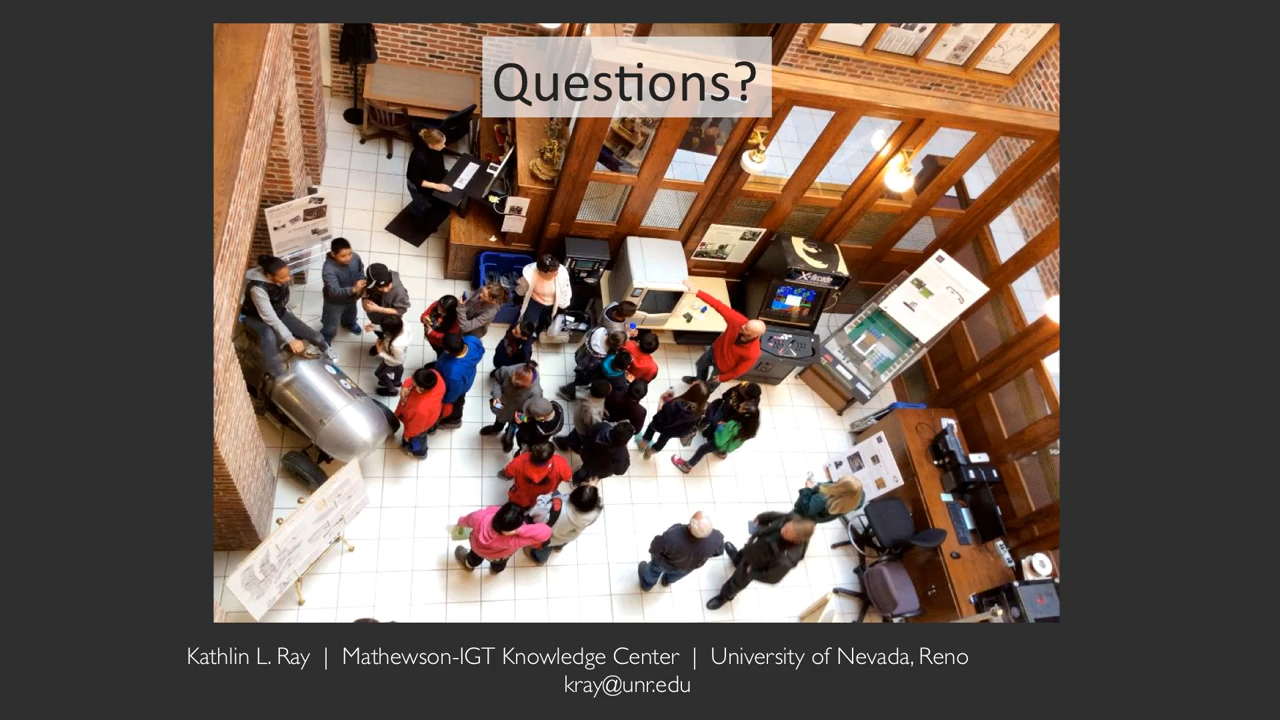 Questions?
Kathlin L. Ray | Mathewson-IGT Knowledge Center | University of Nevada, Reno
kray@unr.edu